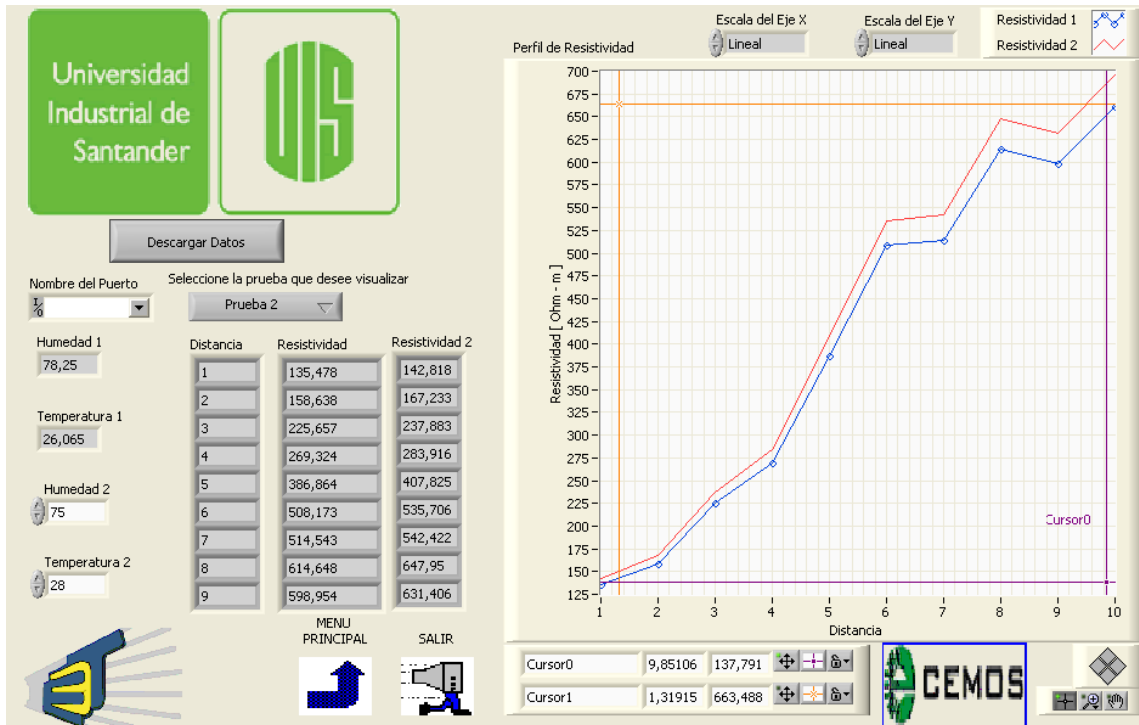 Universidad
Industrial de
Santander
UIS
Descargar Datos
Nombre del Puerto
Seleccione la prueba que desee visualizar
I/O
Prueba 2
Humedad 1
78,25
Temperatura 1
26,065
Humedad 2
75
Temperatura 2
28
Distancia Resistividad Resistividad 2
1 135,478 142,818
2 158,638 167,233
3 225,657 237,883
4 269,324 283,916
5 386,864 407,825
6 508,173 535,706
7 514,543 542,422
8 614,648 647,95
9 598,954 631,406
MENU
PRINCIPAL
SALIR
Escala del Eje X
Lineal
Escala del Eje Y
Lineal
Resistividad 1
Resistividad 2
Perfil de Resistividad
Resistividad [ Ohm - m ]
700
675
650
625
600
575
550
525
500
475
450
425
400
375
350
325
300
275
250
225
200
175
150
125
Cursor0
1 2 3 4 5 6 7 8 9 10
Distancia
Cursor0 9,85106 137,791
Cursor1 1,31915 663,488
CEMOS